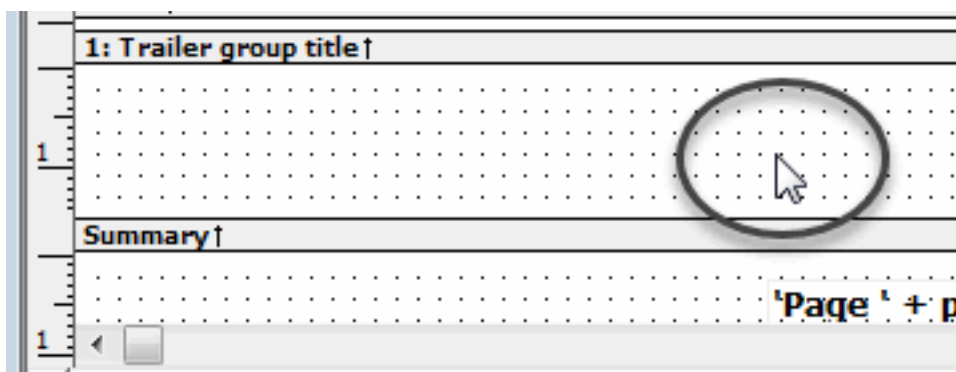 1: Trailer group title↑
1
Summary↑
'Page ' + p
1